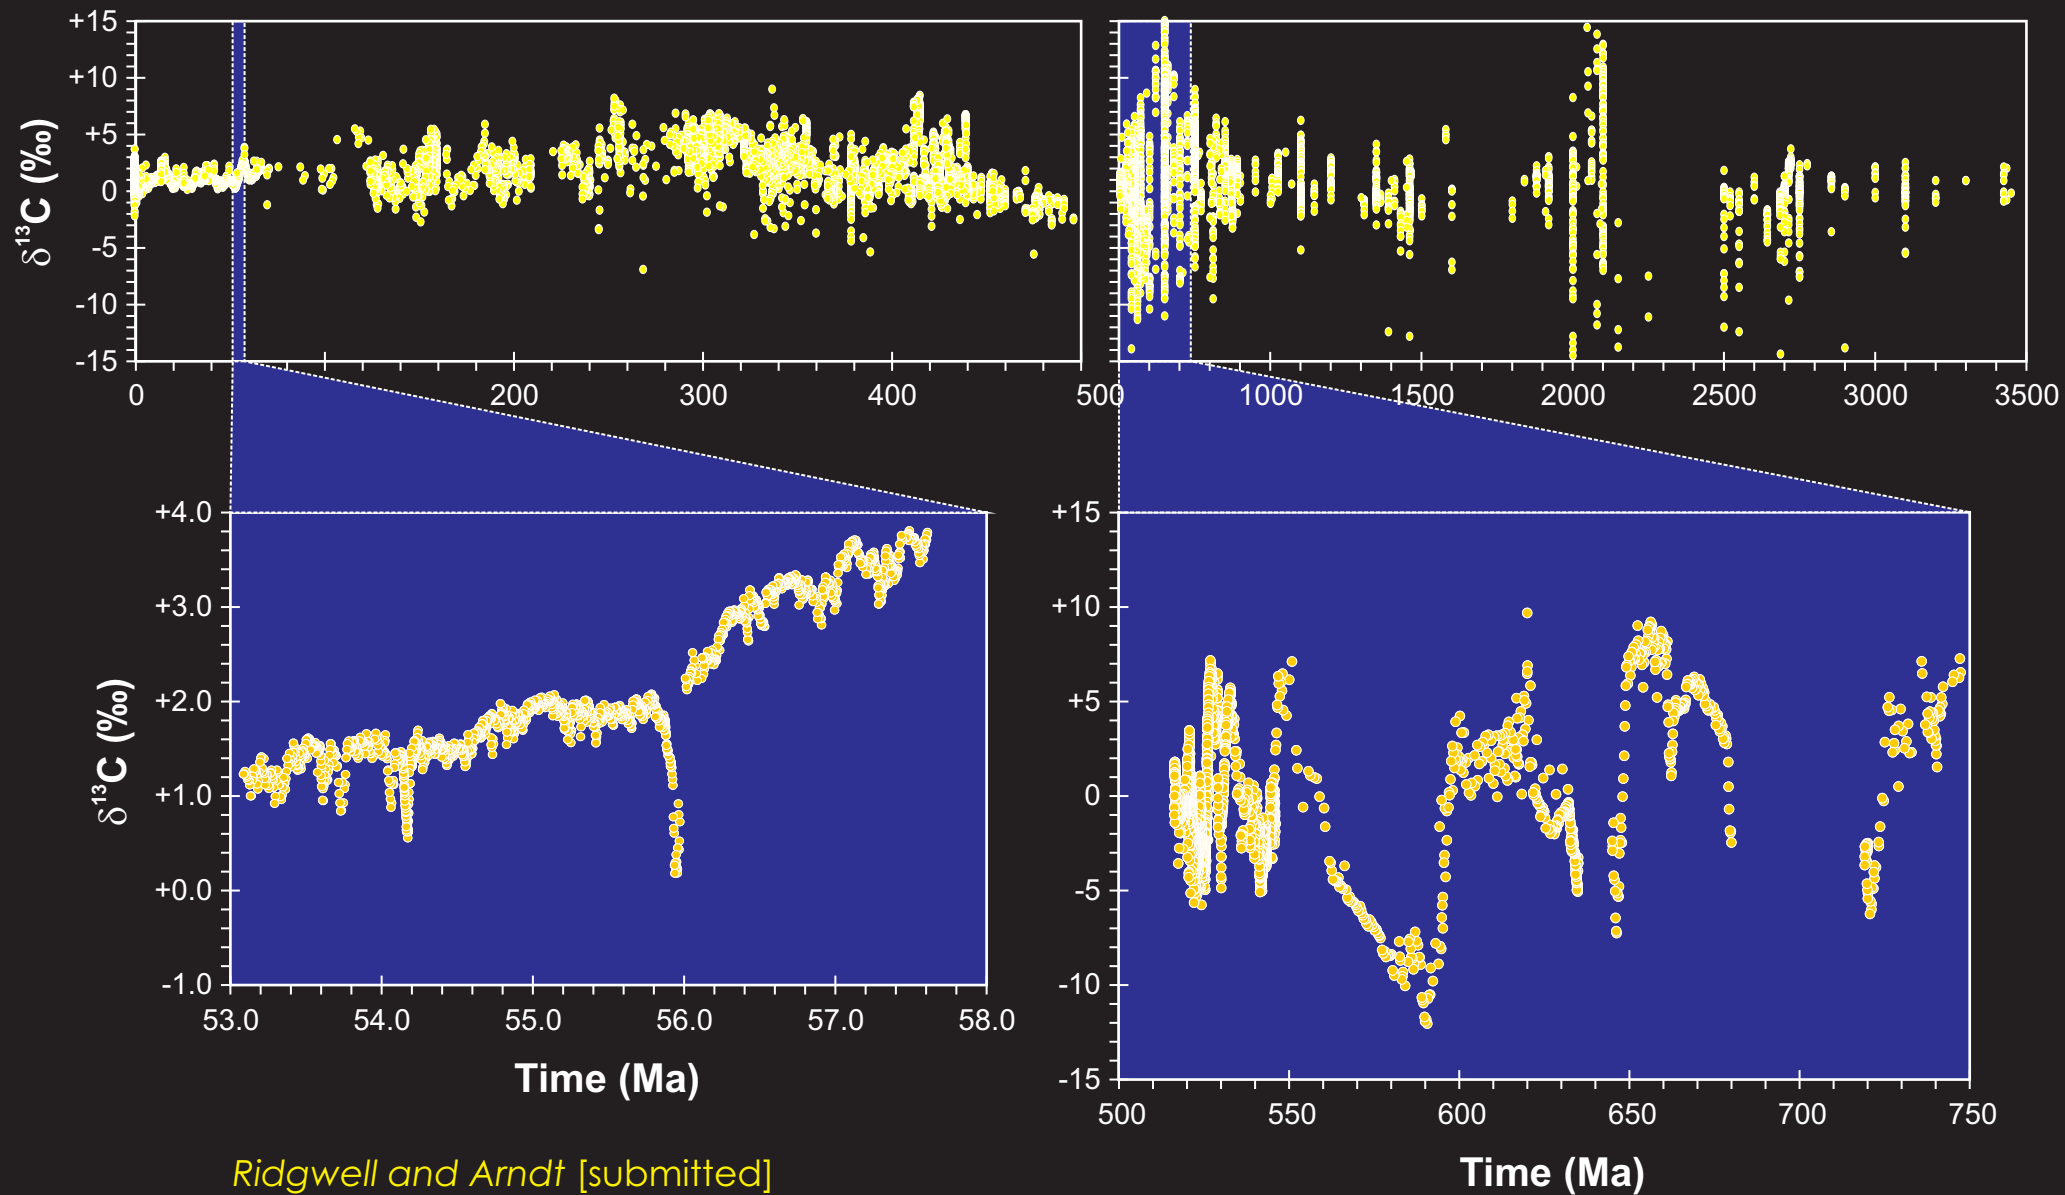 +15
+10
+5
0
-5
-10
-15
δ¹³C (‰)
0 200 300 400 500 1000 1500 2000 2500 3000 3500
+4.0
+3.0
+2.0
+1.0
+0.0
-1.0
δ¹³C (‰)
53.0 54.0 55.0 56.0 57.0 58.0
Time (Ma)
+15
+10
+5
0
-5
-10
-15
500 550 600 650 700 750
Time (Ma)
Ridgwell and Arndt [submitted]